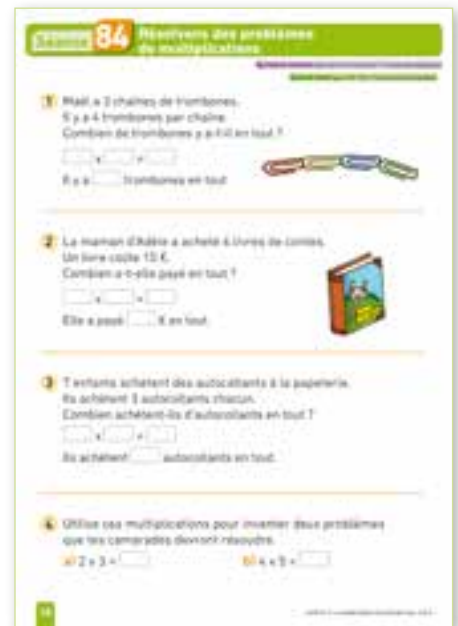 SÉANCE 84 Résolvons des problèmes
de multiplications
1 Maël a 3 chaînes de trombones.
Il y a 4 trombones par chaîne.
Combien de trombones y a-t-il en tout ?
x =
Il y a trombones en tout.
2 La maman d'Adèle a acheté 4 livres de contes.
Un livre coûte 10 €.
Combien a-t-elle payé en tout ?
x =
Elle a payé € en tout.
3 7 enfants achètent des autocollants à la papeterie.
Ils achètent 3 autocollants chacun.
Combien achètent-ils d'autocollants en tout ?
x =
Ils achètent autocollants en tout.
4 Utilise ces multiplications pour inventer deux problèmes
que tes camarades devront résoudre.
a) 2 x 3 = b) 4 x 5 =